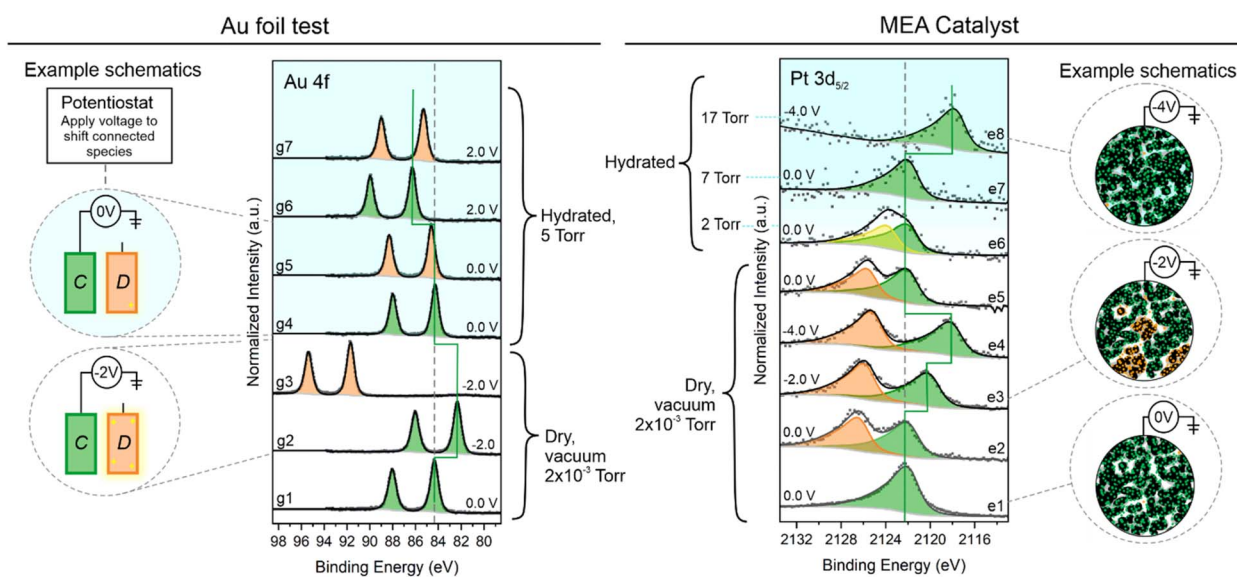 Au foil test
MEA Catalyst
Example schematics
Potentiostat
Apply voltage to
shift connected
species
0V
C
D
-2V
C
D
Au 4f
g7
2.0 V
g6
2.0 V
g5
0.0 V
g4
0.0 V
g3
-2.0 V
g2
-2.0
g1
0.0 V
Normalized Intensity (a.u.)
98 96 94 92 90 88 86 84 82 80
Binding Energy (eV)
Hydrated,
5 Torr
Dry,
vacuum
2x10⁻³ Torr
Hydrated
17 Torr
7 Torr
2 Torr
Dry,
vacuum
2x10⁻³ Torr
Pt 3d₅/₂
-4.0 V
e8
0.0 V
e7
0.0 V
e6
0.0 V
e5
-4.0 V
e4
-2.0 V
e3
0.0 V
e2
0.0 V
e1
Normalized Intensity (a.u.)
2132 2128 2124 2120 2116
Binding Energy (eV)
Example schematics
-4V
-2V
0V